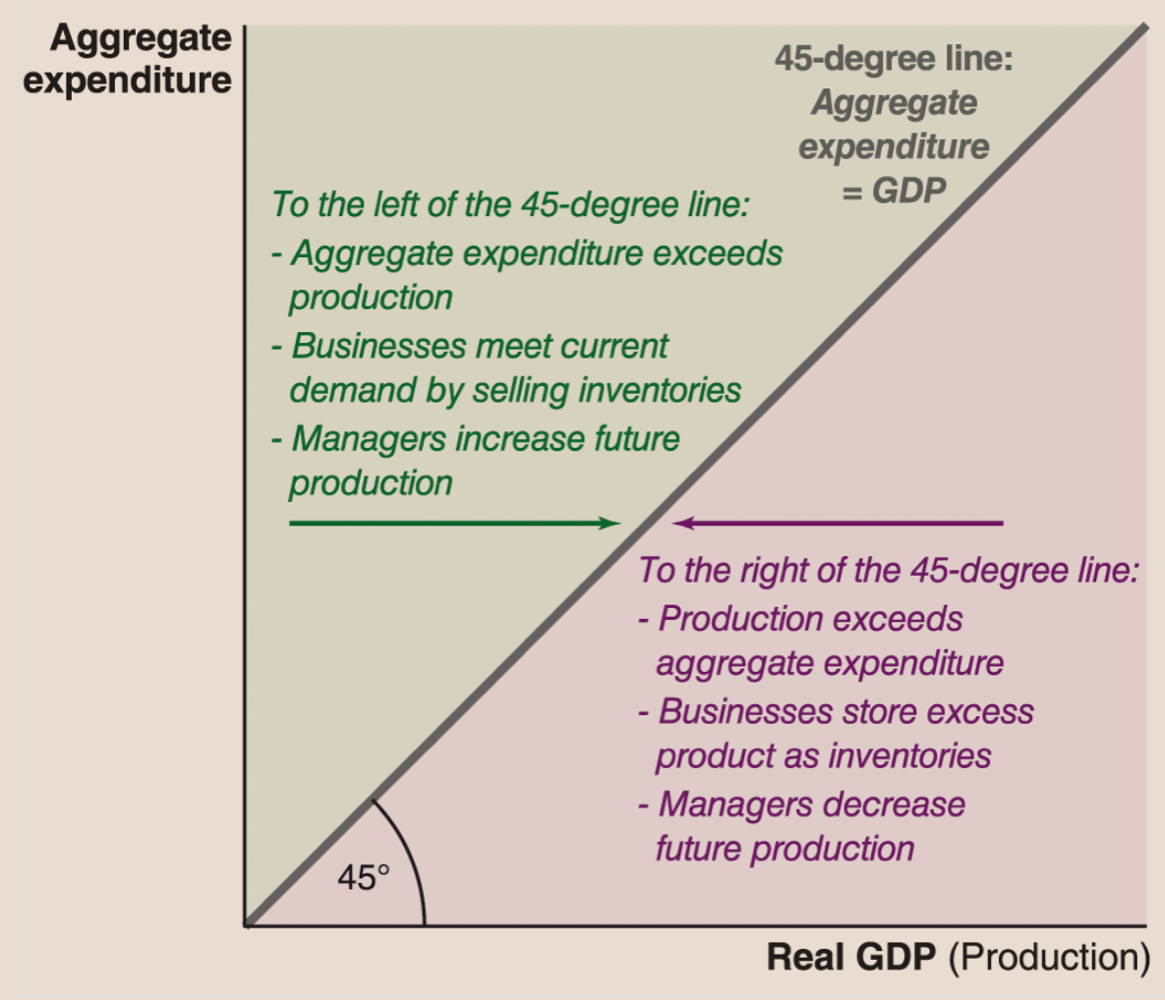 Aggregate
expenditure
45-degree line:
Aggregate
expenditure
= GDP
To the left of the 45-degree line:
- Aggregate expenditure exceeds
production
- Businesses meet current
demand by selling inventories
- Managers increase future
production
To the right of the 45-degree line:
- Production exceeds
aggregate expenditure
- Businesses store excess
product as inventories
- Managers decrease
future production
45°
Real GDP (Production)